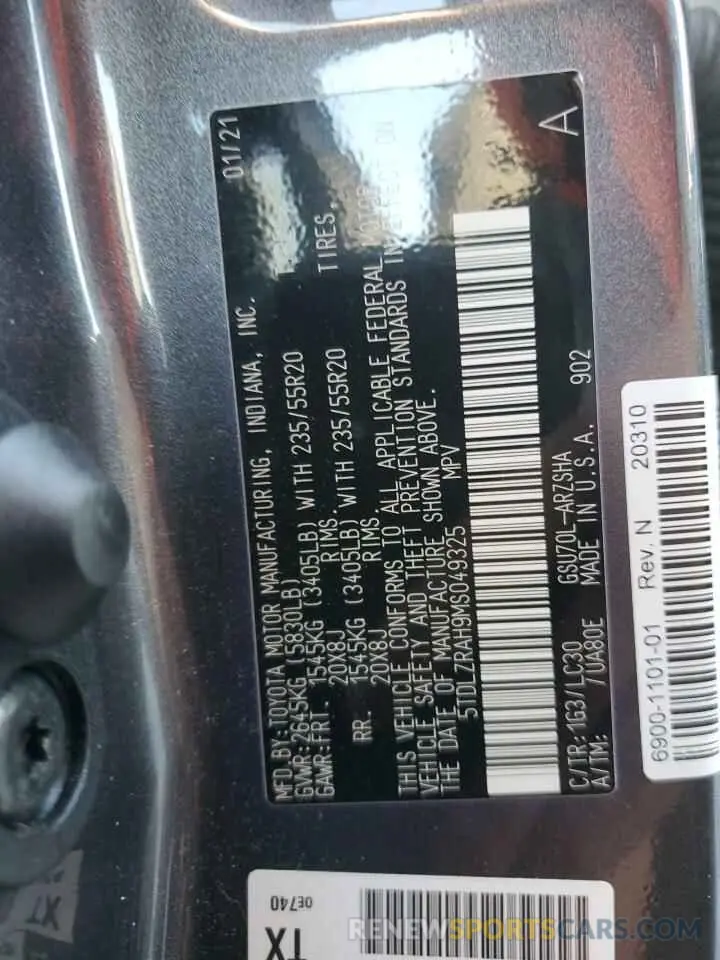 MFD.BY:TOYOTA MOTOR MANUFACTURING, INDIANA, INC. 01/21
GVWR:2645KG (5830LB)
GAWR:FRT. 1545KG (3405LB) WITH 235/55R20 TIRES,
20X8J RIMS.
RR. 1545KG (3405LB) WITH 235/55R20
20X8J RIMS.
THIS VEHICLE CONFORMS TO ALL APPLICABLE FEDERAL MOTOR
VEHICLE SAFETY AND THEFT PREVENTION STANDARDS IN EFFECT ON
THE DATE OF MANUFACTURE SHOWN ABOVE.
5TDLZRAH9MS049325 MPV
C/TR:1G3/LC30 GSU70L-ARZSHA 902 A
A/TM: /UA80E MADE IN U.S.A.
6900-1101-01 Rev. N 20310
OE740
TX
XT
RENEWSPORTSCARS.COM